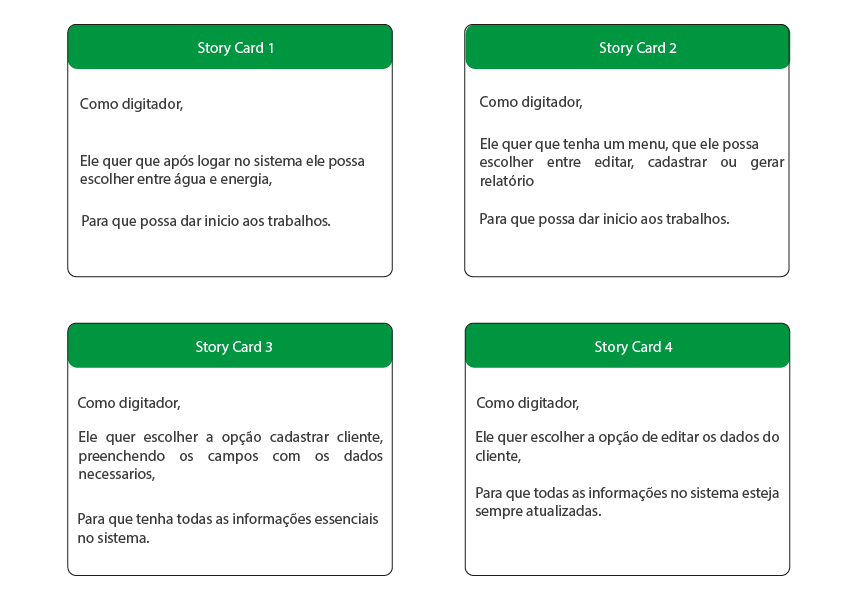 Story Card 1
Como digitador,
Ele quer que após logar no sistema ele possa
escolher entre água e energia,
Para que possa dar inicio aos trabalhos.
Story Card 2
Como digitador,
Ele quer que tenha um menu, que ele possa
escolher entre editar, cadastrar ou gerar
relatório
Para que possa dar inicio aos trabalhos.
Story Card 3
Como digitador,
Ele quer escolher a opção cadastrar cliente,
preenchendo os campos com os dados
necessarios,
Para que tenha todas as informações essenciais
no sistema.
Story Card 4
Como digitador,
Ele quer escolher a opção de editar os dados do
cliente,
Para que todas as informações no sistema esteja
sempre atualizadas.